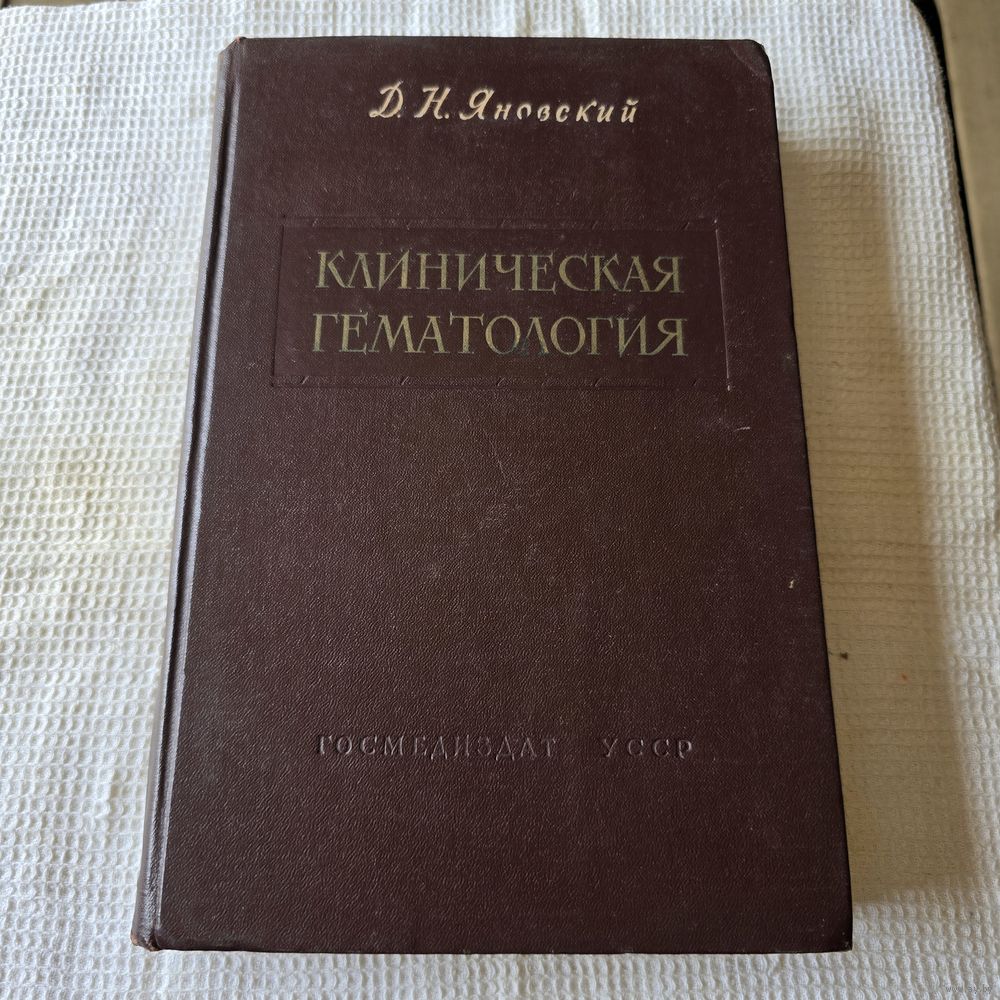 Д. Н. Яновский
КЛИНИЧЕСКАЯ
ГЕМАТОЛОГИЯ
ГОСМЕДИЗДАТ УССР